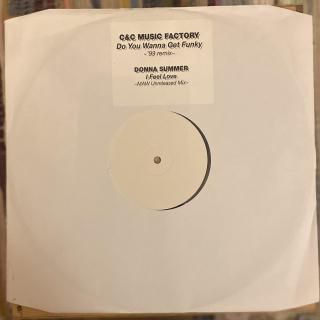 C&C MUSIC FACTORY
Do You Wanna Get Funky
~'99 remix~
DONNA SUMMER
I Feel Love
~MAW Unreleased Mix~